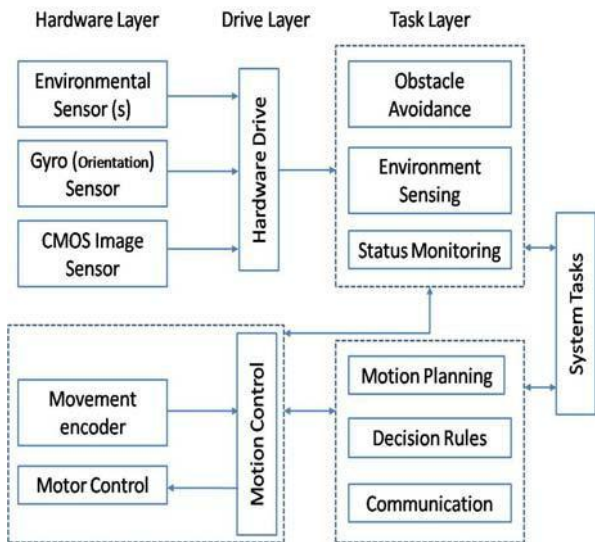 Hardware Layer
Drive Layer
Task Layer
Environmental
Sensor (s)
Gyro (Orientation)
Sensor
CMOS Image
Sensor
Hardware Drive
Obstacle
Avoidance
Environment
Sensing
Status Monitoring
System Tasks
Movement
encoder
Motor Control
Motion Control
Motion Planning
Decision Rules
Communication